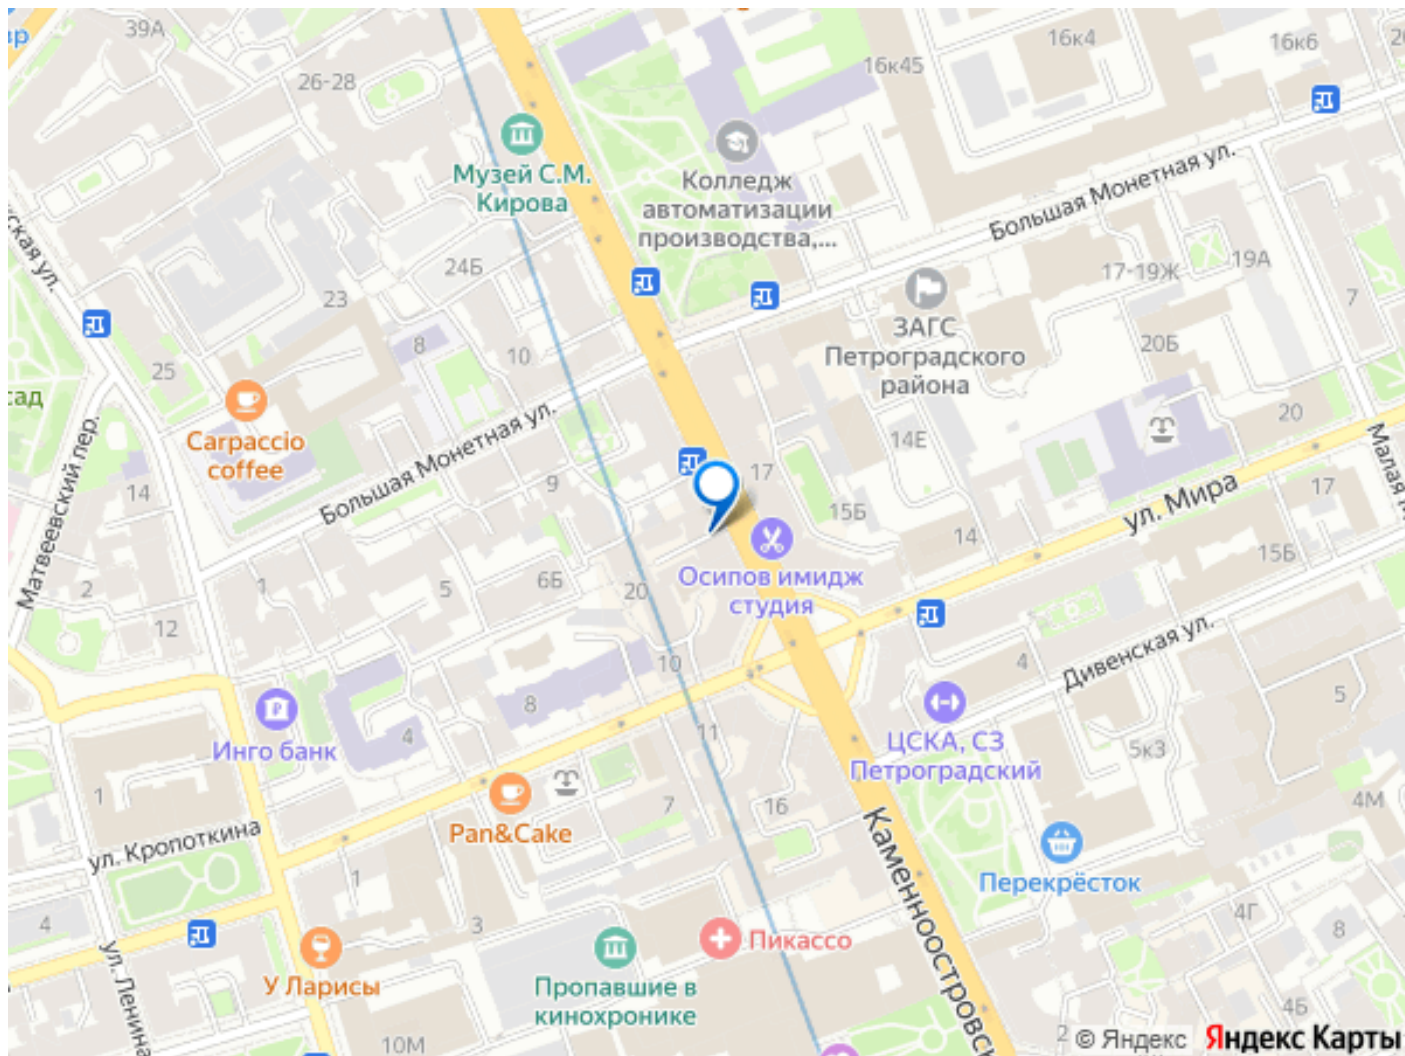 39А
16к4
16к6
26-28
16к45
пер.
Музей С.М.
Кирова
Колледж
автоматизации
производства,...
Большая Монетная ул.
ская ул.
24Б
23
17-19Ж
19А
7
ЗАГС
Петроградского
района
20Б
8
10
25
сад
Carpaccio
coffee
Большая Монетная ул.
14Е
20
Матвеевский пер.
14
9
17
15Б
14
ул. Мира
17
Малая
2
1
5
6Б
20
Осипов имидж
студия
15Б
12
10
4
Дивенская ул.
5
8
Инго банк
4
11
ЦСКА, СЗ
Петроградский
5к3
1
Pan&Cake
7
16
4М
ул. Кропоткина
1
Каменноостровск
Перекрёсток
4
3
4Г
8
ул. Ленина
У Ларисы
Пропавшие в
кинохронике
Пикассо
10М
4Б
2
© Яндекс Яндекс Карты